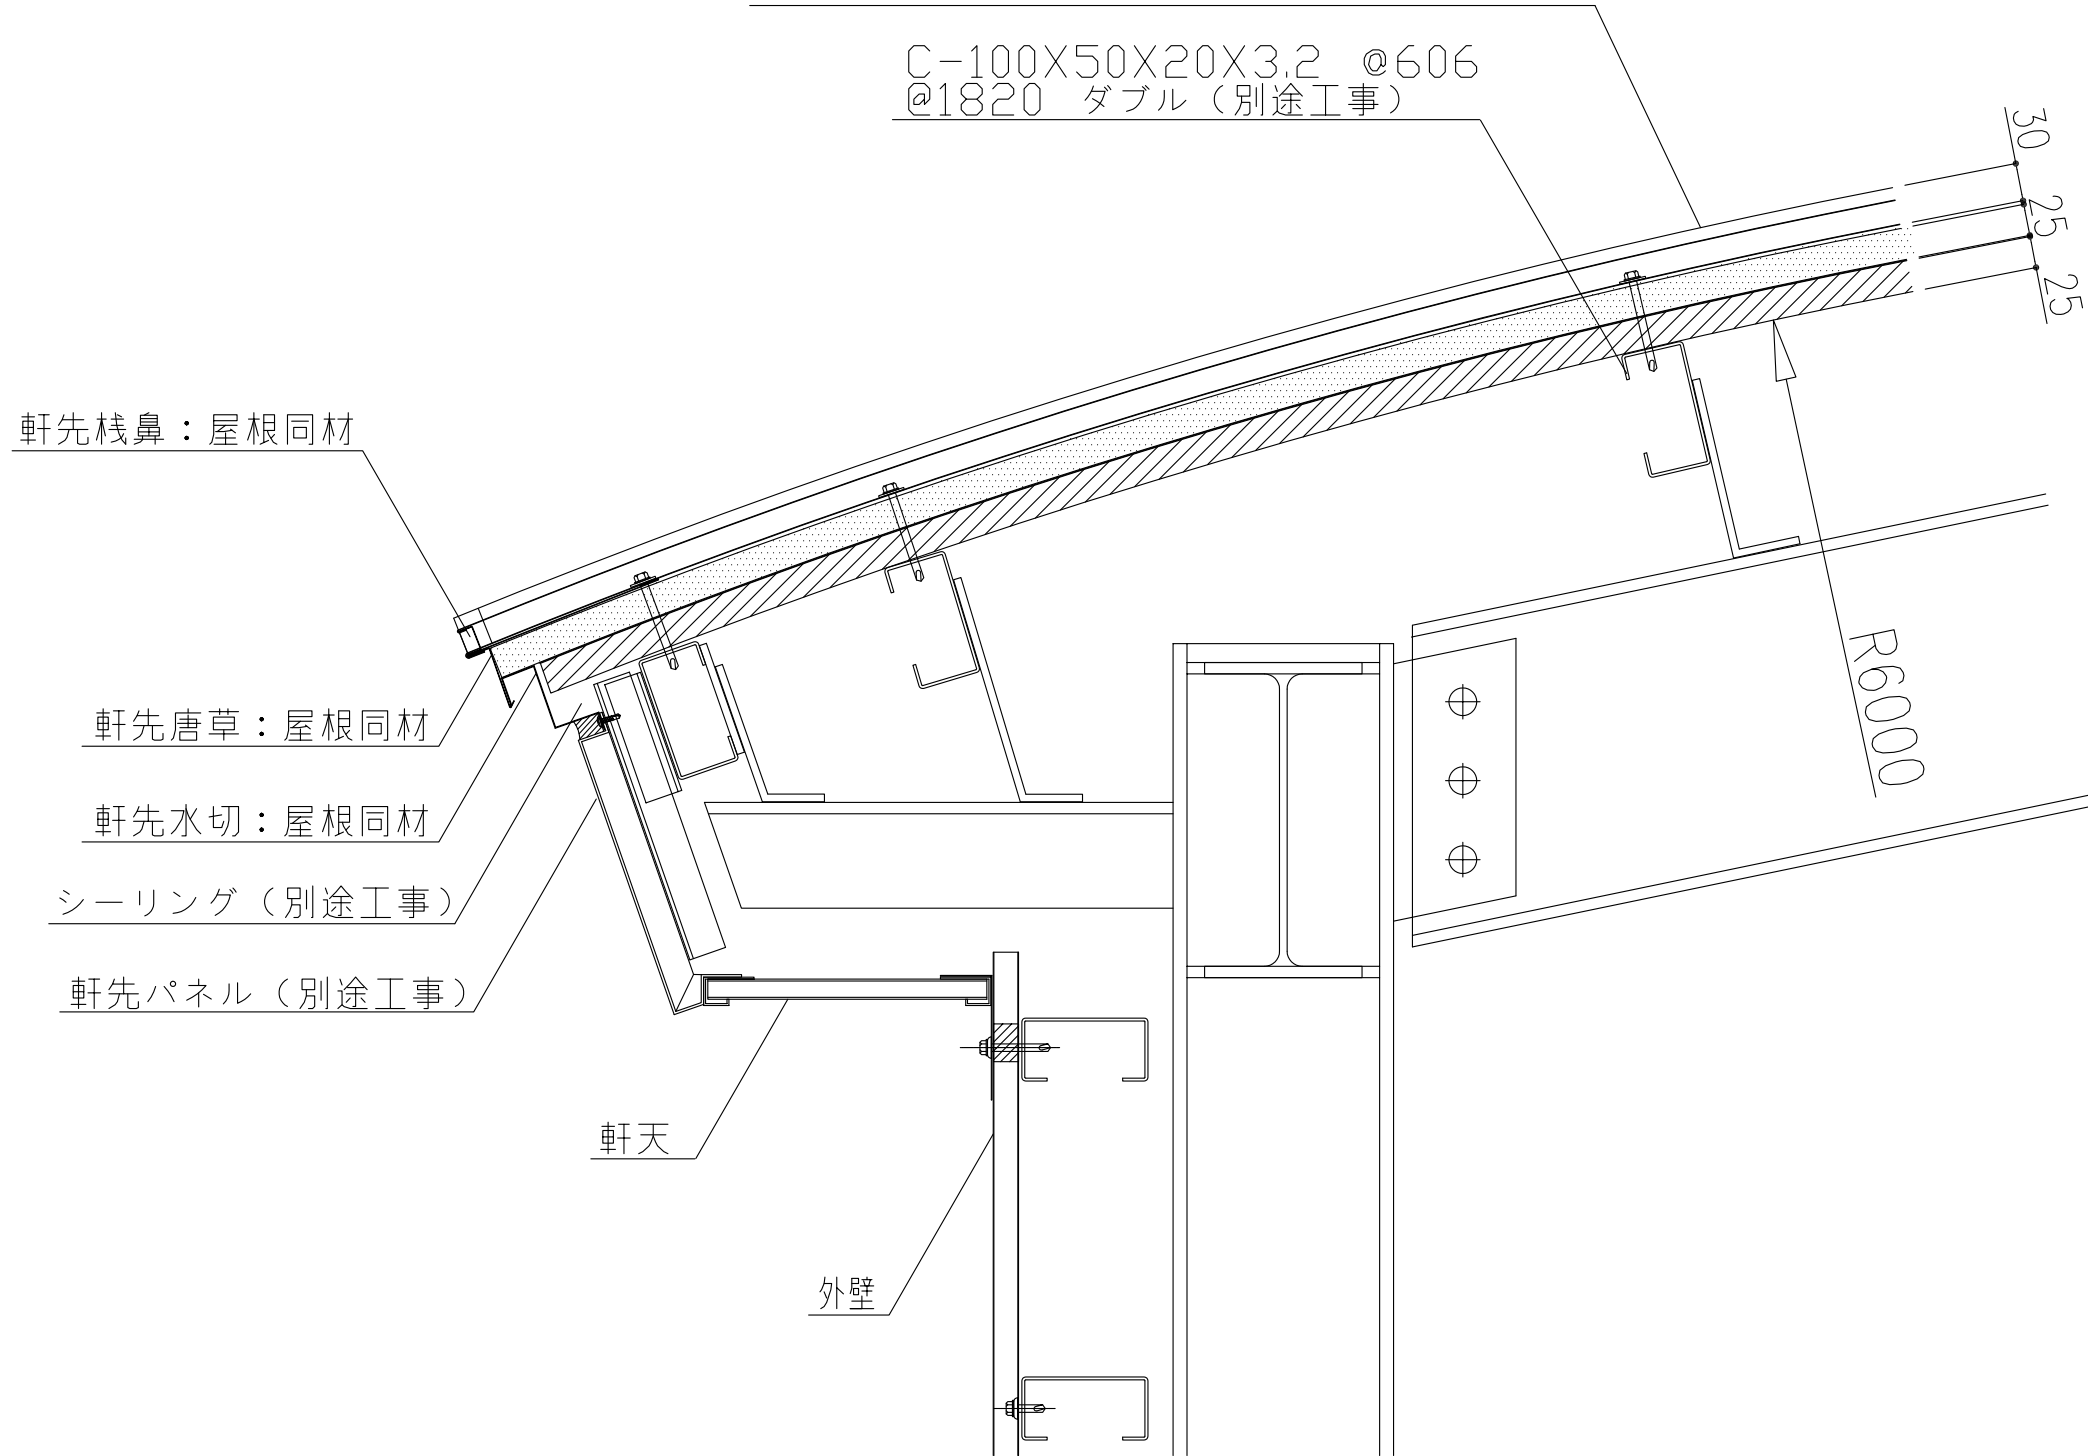 C-100X50X20X3.2 @606
@1820 ダブル（別途工事）
30
25
25
軒先桟鼻：屋根同材
軒先唐草：屋根同材
R6000
軒先水切：屋根同材
シーリング（別途工事）
軒先パネル（別途工事）
軒天
外壁